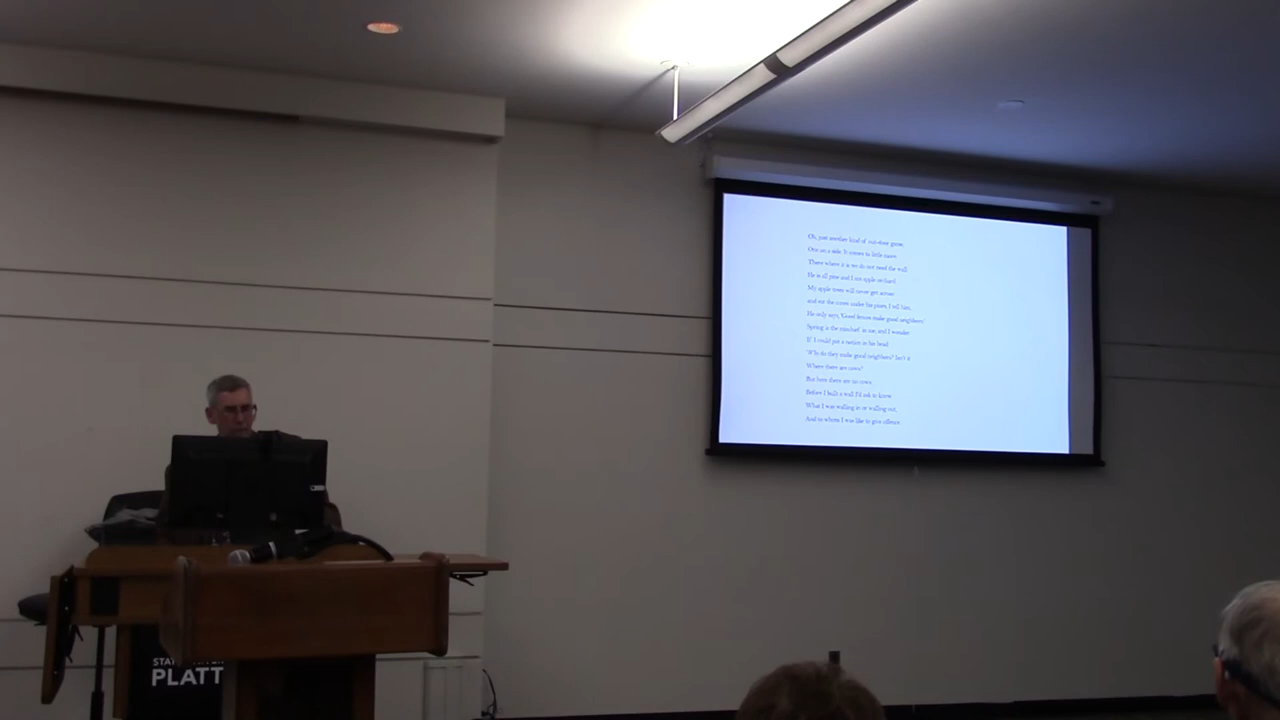 Oh, just another kind of out-door game,
One on a side. It comes to little more:
There where it is we do not need the wall:
He is all pine and I am apple orchard.
My apple trees will never get across
and eat the cones under his pines, I tell him.
He only says, 'Good fences make good neighbors.'
Spring is the mischief in me, and I wonder
If I could put a notion in his head:
'Why do they make good neighbors? Isn't it
Where there are cows?
But here there are no cows.
Before I built a wall I'd ask to know
What I was walling in or walling out,
And to whom I was like to give offence.
STA
PLATT